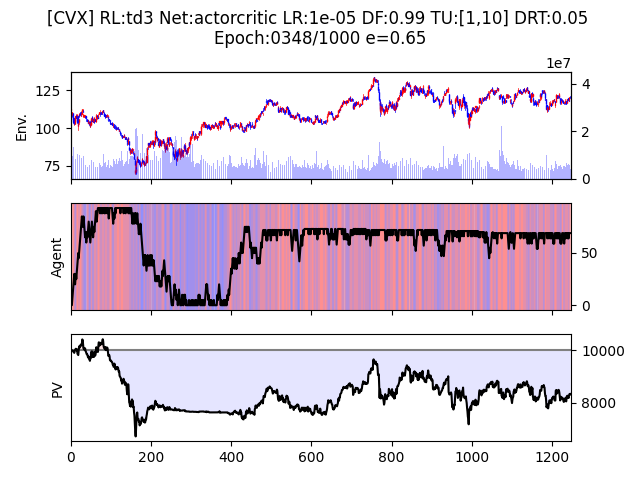 [CVX] RL:td3 Net:actorcritic LR:1e-05 DF:0.99 TU:[1,10] DRT:0.05
Epoch:0348/1000 e=0.65
1e7
125
100
75
Env.
4
2
0
Agent
50
0
PV
10000
8000
0
200
400
600
800
1000
1200